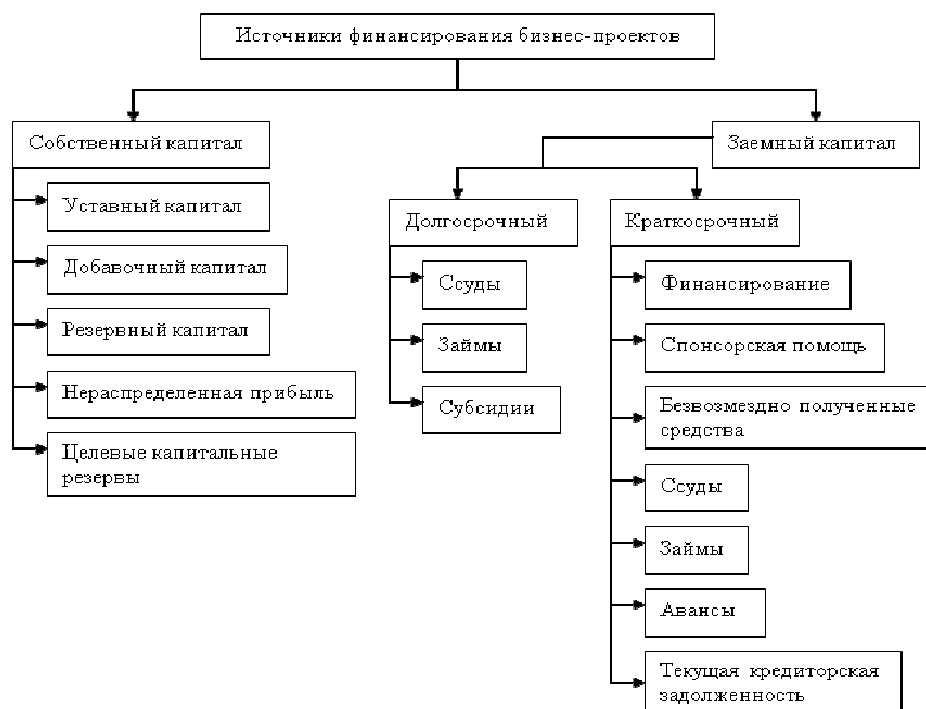 Источники финансирования бизнес-проектов
Собственный капитал
Уставный капитал
Добавочный капитал
Резервный капитал
Нераспределенная прибыль
Целевые капитальные
резервы
Заемный капитал
Долгосрочный
Ссуды
Займы
Субсидии
Краткосрочный
Финансирование
Спонсорская помощь
Безвозмездно полученные
средства
Ссуды
Займы
Авансы
Текущая кредиторская
задолженность